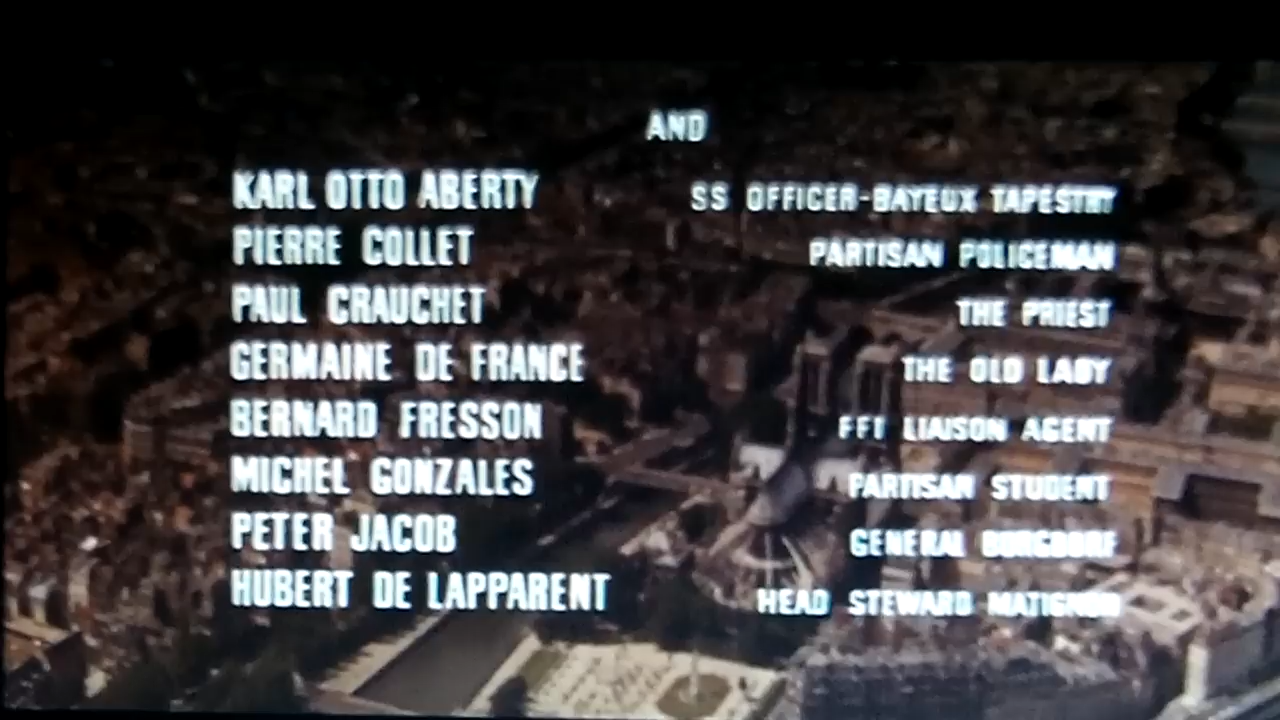 AND
KARL OTTO ABERTY SS OFFICER-BAYEUX TAPESTRY
PIERRE COLLET PARTISAN POLICEMAN
PAUL CRAUCHET THE PRIEST
GERMAINE DE FRANCE THE OLD LADY
BERNARD FRESSON FFI LIAISON AGENT
MICHEL GONZALES PARTISAN STUDENT
PETER JACOB GENERAL BURGDORF
HUBERT DE LAPPARENT HEAD STEWARD MATIGNON